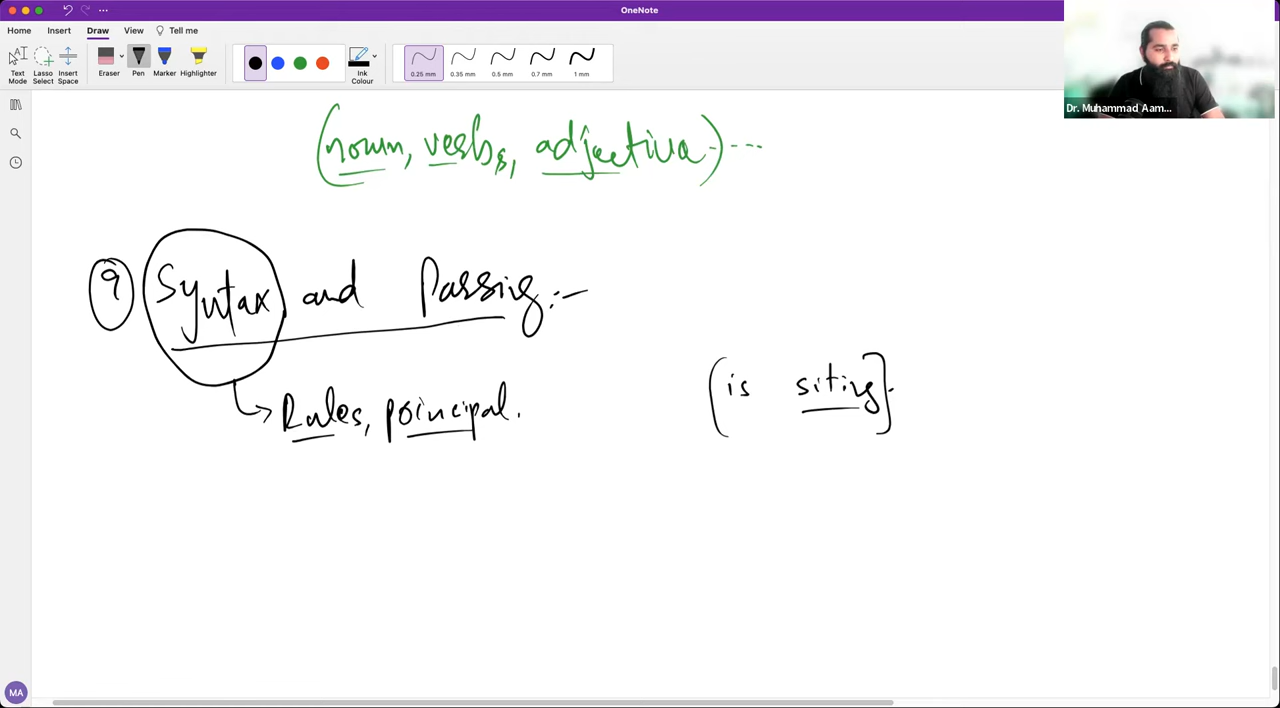 OneNote
Home Insert Draw View Tell me
Text Mode Lasso Select Insert Space Eraser Pen Marker Highlighter Ink Colour 0.25 mm 0.35 mm 0.5 mm 0.7 mm 1 mm
Dr. Muhammad Aam...
(noun, verbs, adjective) ...
9 Syntax and Parsing :-
Rules, principal.
(is siting].
MA